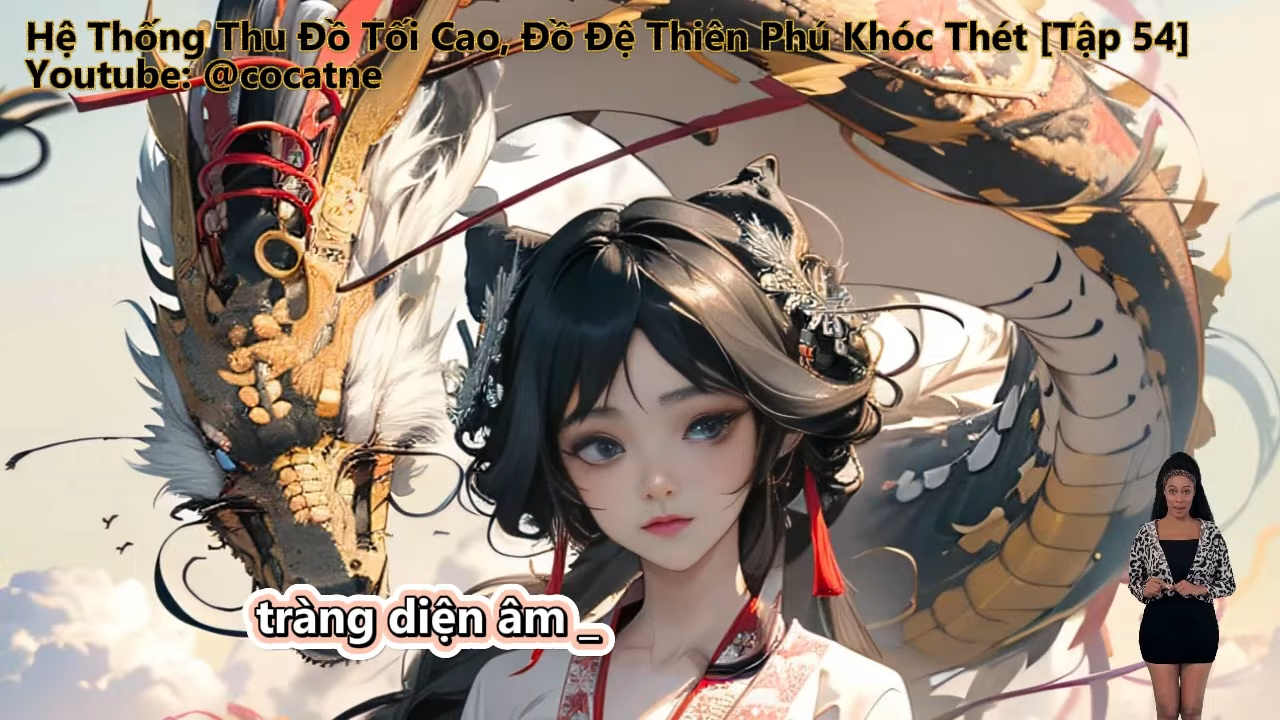 Hệ Thống Thu Đồ Tối Cao, Đồ Đệ Thiên Phú Khóc Thét [Tập 54]
Youtube: @cocatne
tràng diện âm _